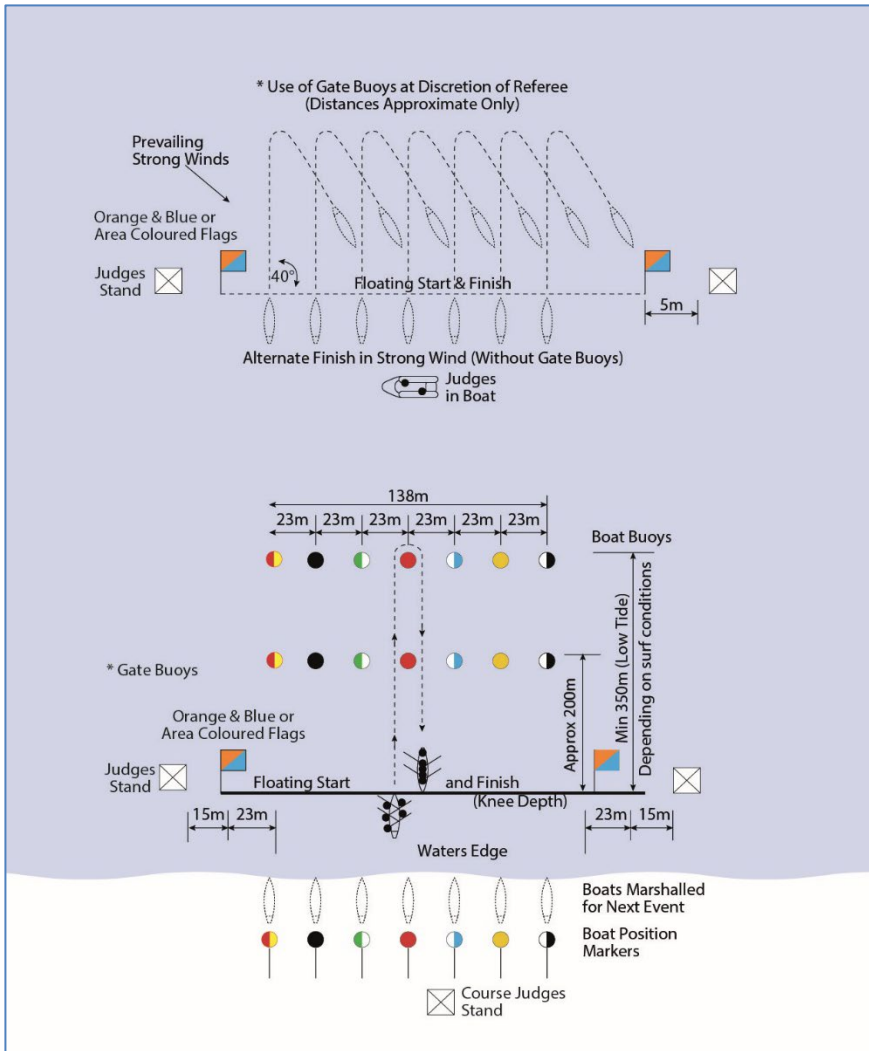 * Use of Gate Buoys at Discretion of Referee
(Distances Approximate Only)
Prevailing
Strong Winds
Orange & Blue or
Area Coloured Flags
Judges
Stand
40°
Floating Start & Finish
5m
Alternate Finish in Strong Wind (Without Gate Buoys)
Judges
in Boat
138m
23m
23m
23m
23m
23m
23m
Boat Buoys
* Gate Buoys
Approx 200m
Min 350m (Low Tide)
Depending on surf conditions
Orange & Blue or
Area Coloured Flags
Judges
Stand
Floating Start
and Finish
(Knee Depth)
15m
23m
23m
15m
Waters Edge
Boats Marshalled
for Next Event
Boat Position
Markers
Course Judges
Stand